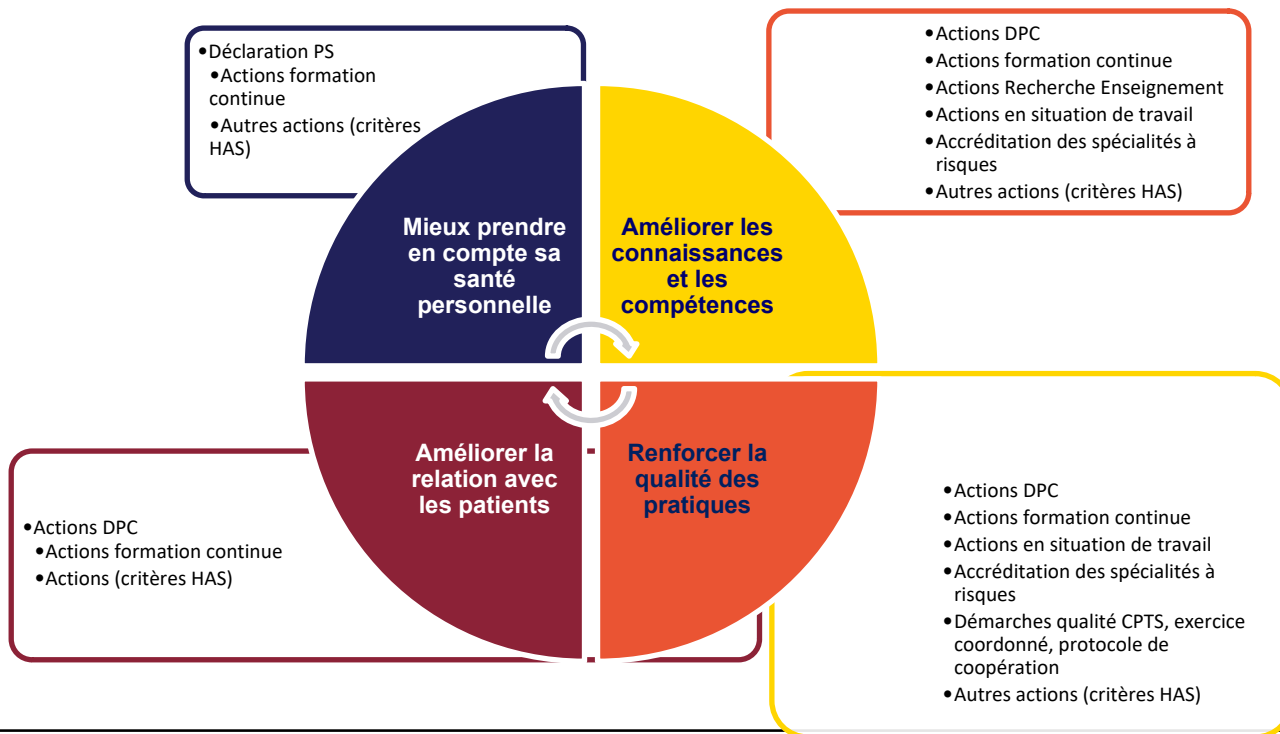 •Déclaration PS
•Actions formation
continue
•Autres actions (critères
HAS)
•Actions DPC
•Actions formation continue
•Actions Recherche Enseignement
•Actions en situation de travail
•Accréditation des spécialités à
risques
•Autres actions (critères HAS)
Mieux prendre
en compte sa
santé
personnelle
Améliorer les
connaissances
et les
compétences
Améliorer la
relation avec
les patients
Renforcer la
qualité des
pratiques
•Actions DPC
•Actions formation continue
•Actions (critères HAS)
•Actions DPC
•Actions formation continue
•Actions en situation de travail
•Accréditation des spécialités à
risques
•Démarches qualité CPTS, exercice
coordonné, protocole de
coopération
•Autres actions (critères HAS)